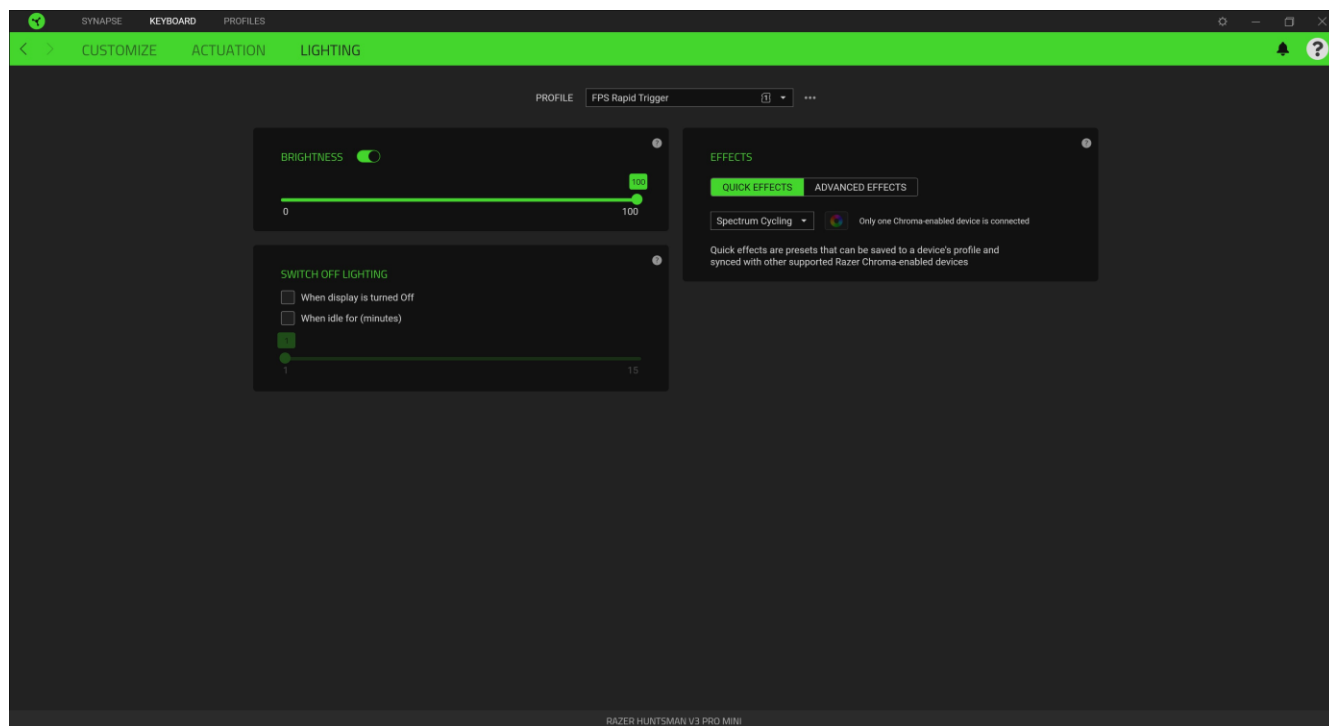 SYNAPSE KEYBOARD PROFILES
CUSTOMIZE ACTUATION LIGHTING
PROFILE FPS Rapid Trigger 1
BRIGHTNESS
100
0 100
SWITCH OFF LIGHTING
When display is turned Off
When idle for (minutes)
1
1 15
EFFECTS
QUICK EFFECTS ADVANCED EFFECTS
Spectrum Cycling Only one Chroma-enabled device is connected
Quick effects are presets that can be saved to a device's profile and
synced with other supported Razer Chroma-enabled devices
RAZER HUNTSMAN V3 PRO MINI